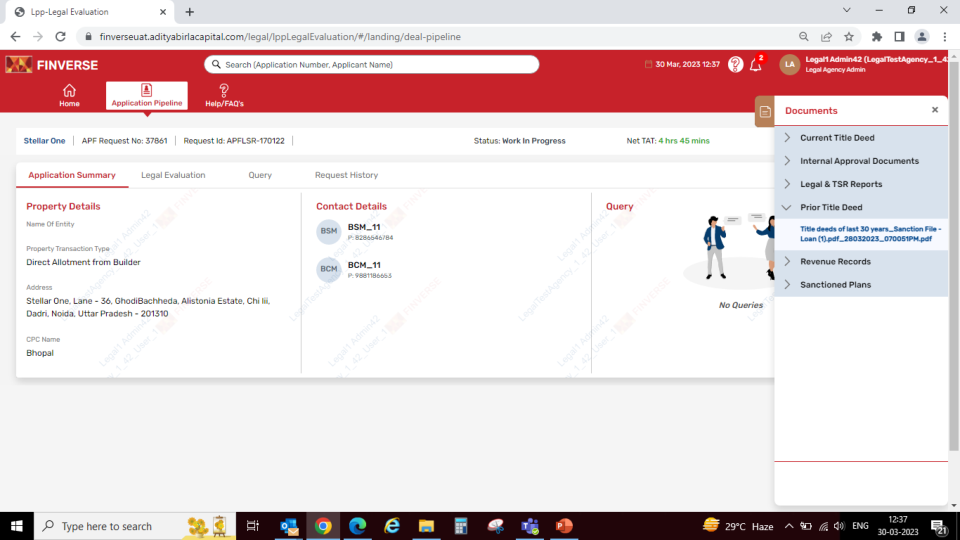 Lpp-Legal Evaluation
finverseuat.adityabirlacapital.com/legal/lppLegalEvaluation/#/landing/deal-pipeline
FINVERSE
Search (Application Number, Applicant Name)
30 Mar, 2023 12:37
2
LA
Legal1 Admin42 (LegalTestAgency_1_4
Legal Agency Admin
Home
Application Pipeline
Help/FAQ's
Stellar One
APF Request No: 37861
Request Id: APFLSR-170122
Status: Work In Progress
Net TAT: 4 hrs 45 mins
Application Summary
Legal Evaluation
Query
Request History
Property Details
Name Of Entity
Property Transaction Type
Direct Allotment from Builder
Address
Stellar One, Lane - 36, GhodiBachheda, Alistonia Estate, Chi Iii,
Dadri, Noida, Uttar Pradesh - 201310
CPC Name
Bhopal
Contact Details
BSM
BSM_11
P: 8286646784
BCM
BCM_11
P: 9881186653
Query
No Queries
Documents
Current Title Deed
Internal Approval Documents
Legal & TSR Reports
Prior Title Deed
Title deeds of last 30 years_Sanction File -
Loan (1).pdf_28032023_070051PM.pdf
Revenue Records
Sanctioned Plans
Type here to search
29°C Haze
ENG
12:37
30-03-2023
21